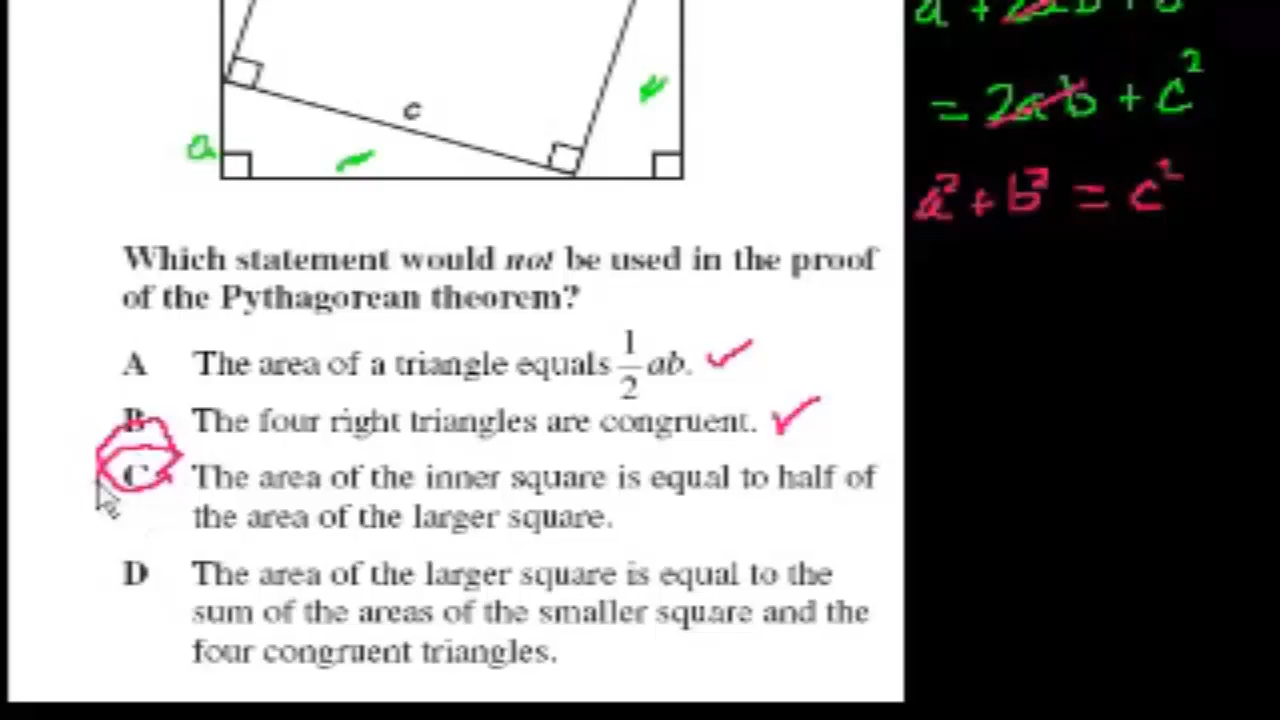 = 2ab + c²
c
a
a² + b² = c²
Which statement would not be used in the proof
of the Pythagorean theorem?
A The area of a triangle equals 1/2 ab.
B The four right triangles are congruent.
C The area of the inner square is equal to half of
the area of the larger square.
D The area of the larger square is equal to the
sum of the areas of the smaller square and the
four congruent triangles.